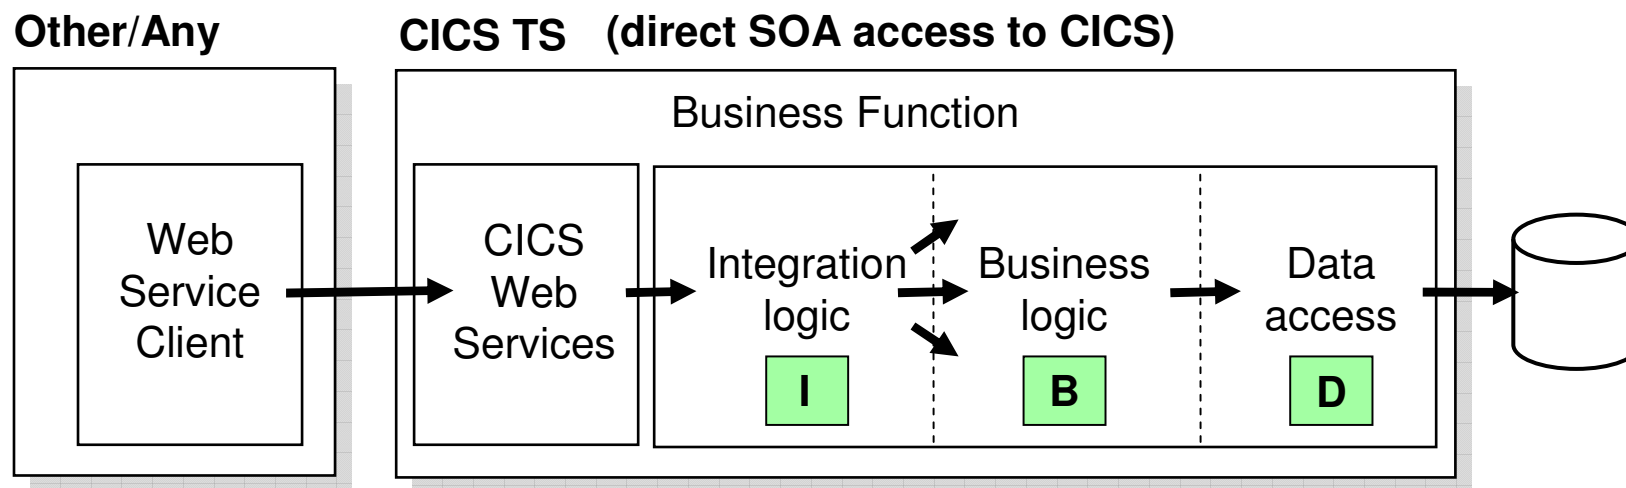 Other/Any
CICS TS (direct SOA access to CICS)
Business Function
Web
Service
Client
CICS
Web
Services
Integration
logic
I
Business
logic
B
Data
access
D